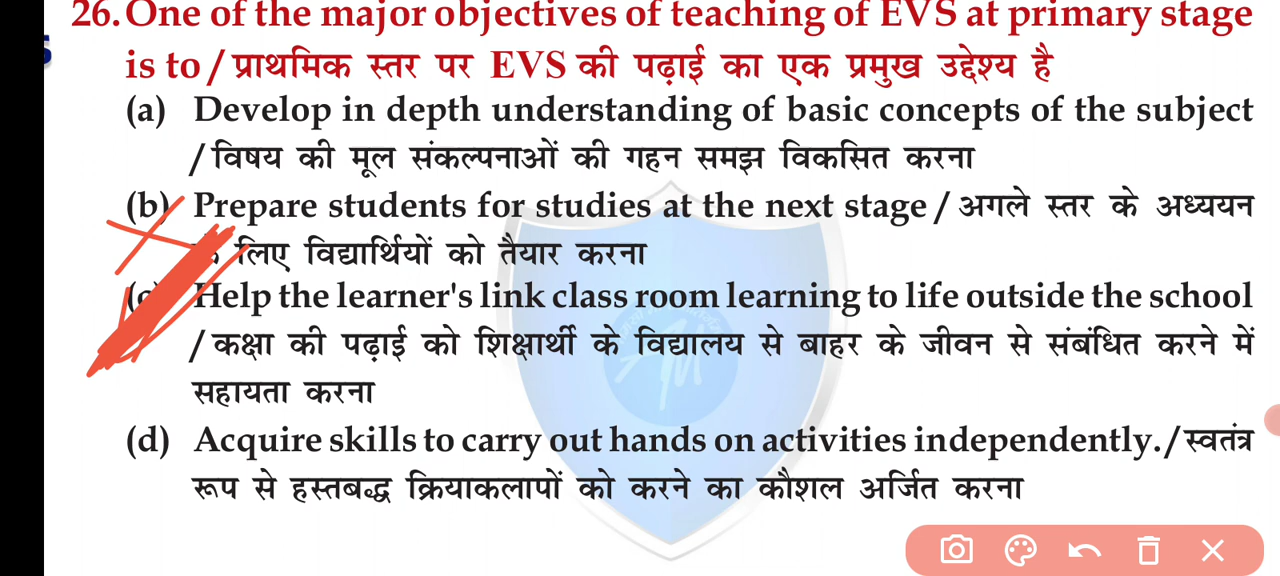 26. One of the major objectives of teaching of EVS at primary stage
is to / प्राथमिक स्तर पर EVS की पढ़ाई का एक प्रमुख उद्देश्य है
(a) Develop in depth understanding of basic concepts of the subject
/ विषय की मूल संकल्पनाओं की गहन समझ विकसित करना
(b) Prepare students for studies at the next stage / अगले स्तर के अध्ययन
के लिए विद्यार्थियों को तैयार करना
(c) Help the learner's link class room learning to life outside the school
/ कक्षा की पढ़ाई को शिक्षार्थी के विद्यालय से बाहर के जीवन से संबंधित करने में
सहायता करना
(d) Acquire skills to carry out hands on activities independently. / स्वतंत्र
रूप से हस्तबद्ध क्रियाकलापों को करने का कौशल अर्जित करना